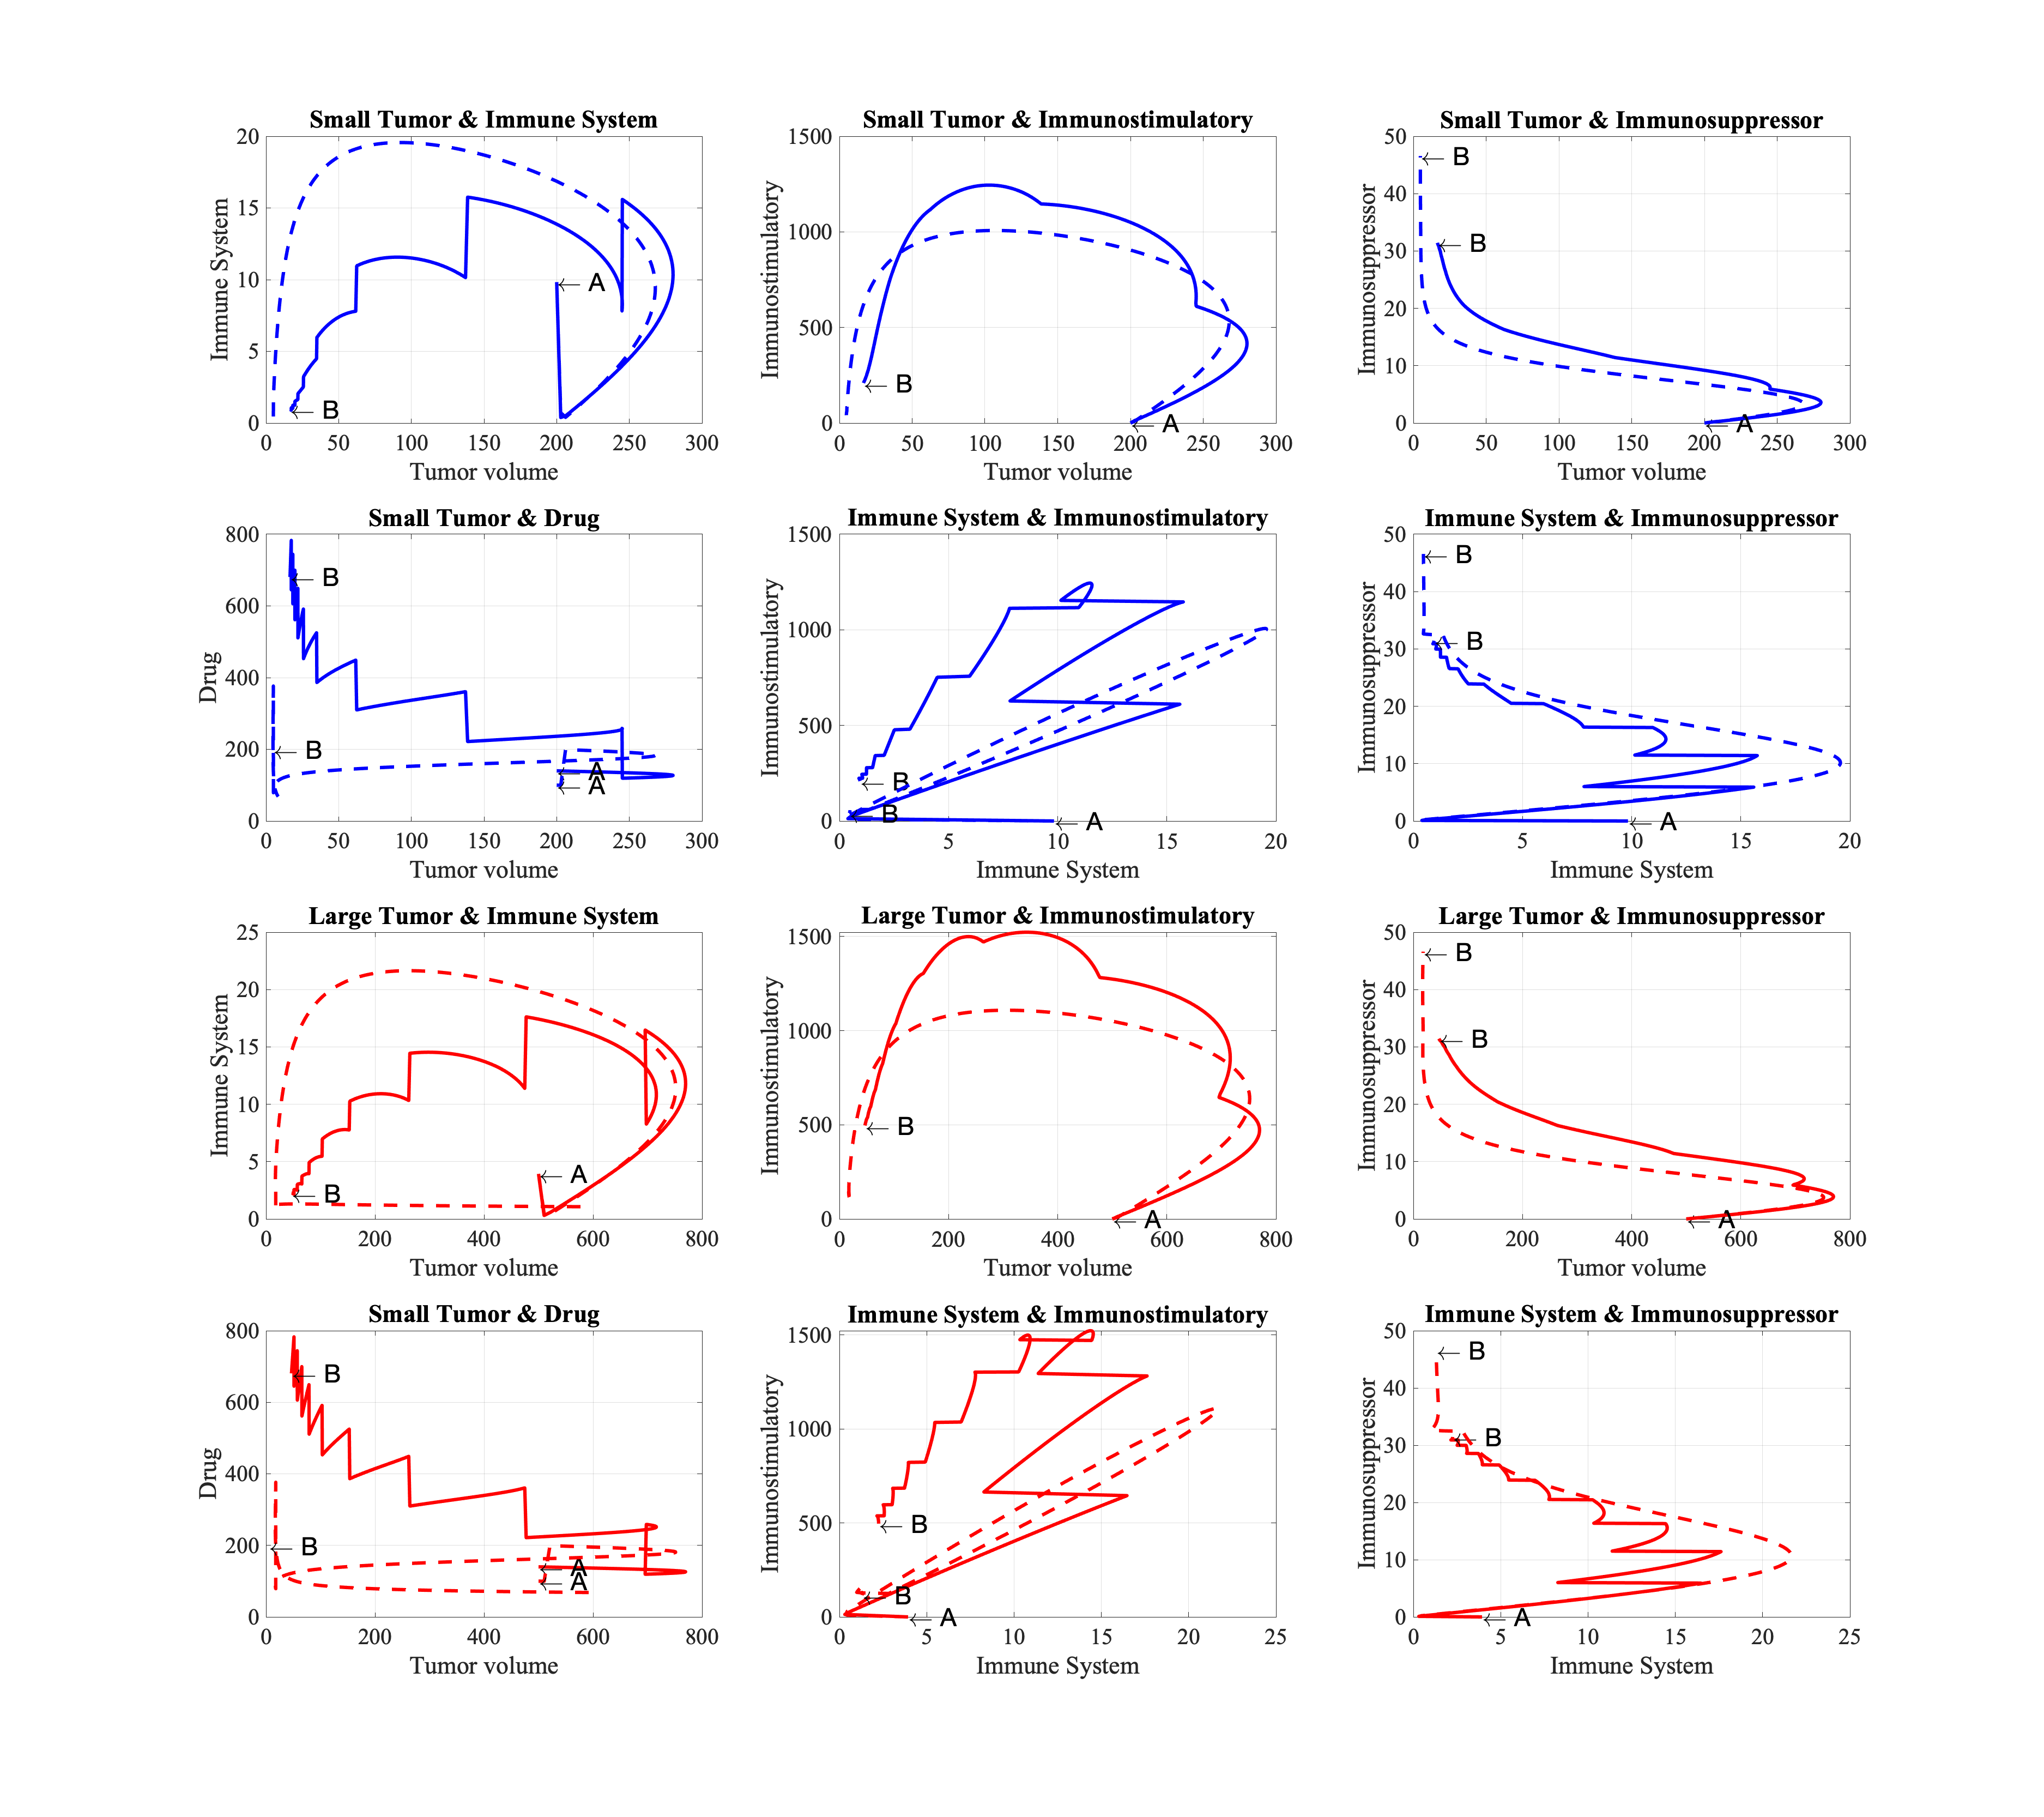 Small Tumor & Immune System
20
15
10
5
0
Immune System
A
B
0 50 100 150 200 250 300
Tumor volume
Small Tumor & Immunostimulatory
1500
1000
500
0
Immunostimulatory
B
A
0 50 100 150 200 250 300
Tumor volume
Small Tumor & Immunosuppressor
50
40
30
20
10
0
Immunosuppressor
B
B
A
0 50 100 150 200 250 300
Tumor volume
Small Tumor & Drug
800
600
400
200
0
Drug
B
B
A
A
0 50 100 150 200 250 300
Tumor volume
Immune System & Immunostimulatory
1500
1000
500
0
Immunostimulatory
B
B
A
0 5 10 15 20
Immune System
Immune System & Immunosuppressor
50
40
30
20
10
0
Immunosuppressor
B
B
A
5 10 15 20
Immune System
Large Tumor & Immune System
25
20
15
10
5
0
Immune System
A
B
0 200 400 600 800
Tumor volume
Large Tumor & Immunostimulatory
1500
1000
500
0
Immunostimulatory
B
A
0 200 400 600 800
Tumor volume
Large Tumor & Immunosuppressor
50
40
30
20
10
0
Immunosuppressor
B
B
A
0 200 400 600 800
Tumor volume
Small Tumor & Drug
800
600
400
200
0
Drug
B
B
A
A
0 200 400 600 800
Tumor volume
Immune System & Immunostimulatory
1500
1000
500
0
Immunostimulatory
B
B
A
0 5 10 15 20 25
Immune System
Immune System & Immunosuppressor
50
40
30
20
10
0
Immunosuppressor
B
B
A
0 5 10 15 20 25
Immune System